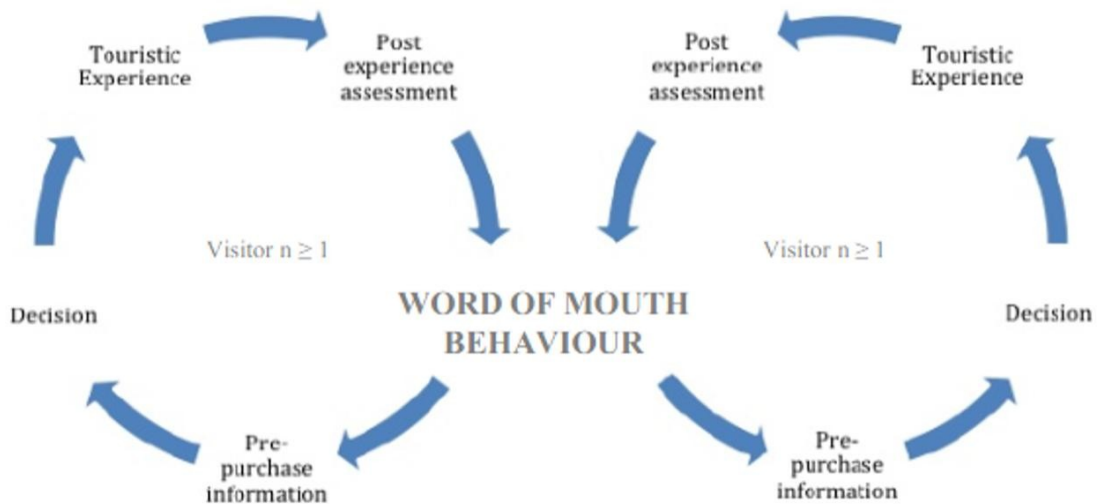 Touristic
Experience
Post
experience
assessment
Post
experience
assessment
Touristic
Experience
Visitor n ≥ 1
Visitor n ≥ 1
Decision
WORD OF MOUTH
BEHAVIOUR
Decision
Pre-
purchase
information
Pre-
purchase
information